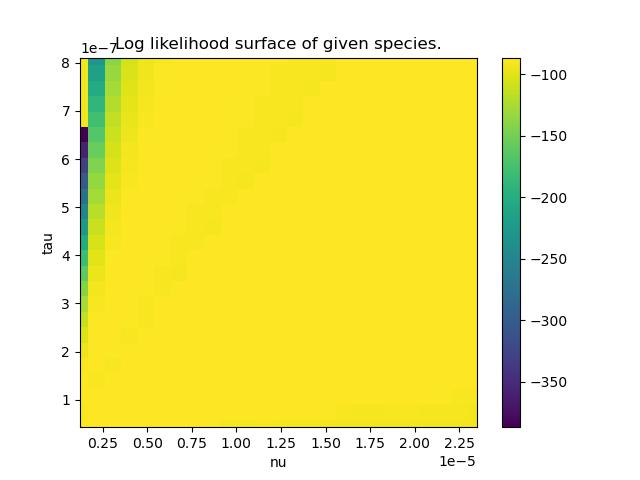 Log likelihood surface of given species.
1e−7
8
7
6
5
4
3
2
1
tau
0.25 0.50 0.75 1.00 1.25 1.50 1.75 2.00 2.25
1e−5
nu
−100
−150
−200
−250
−300
−350